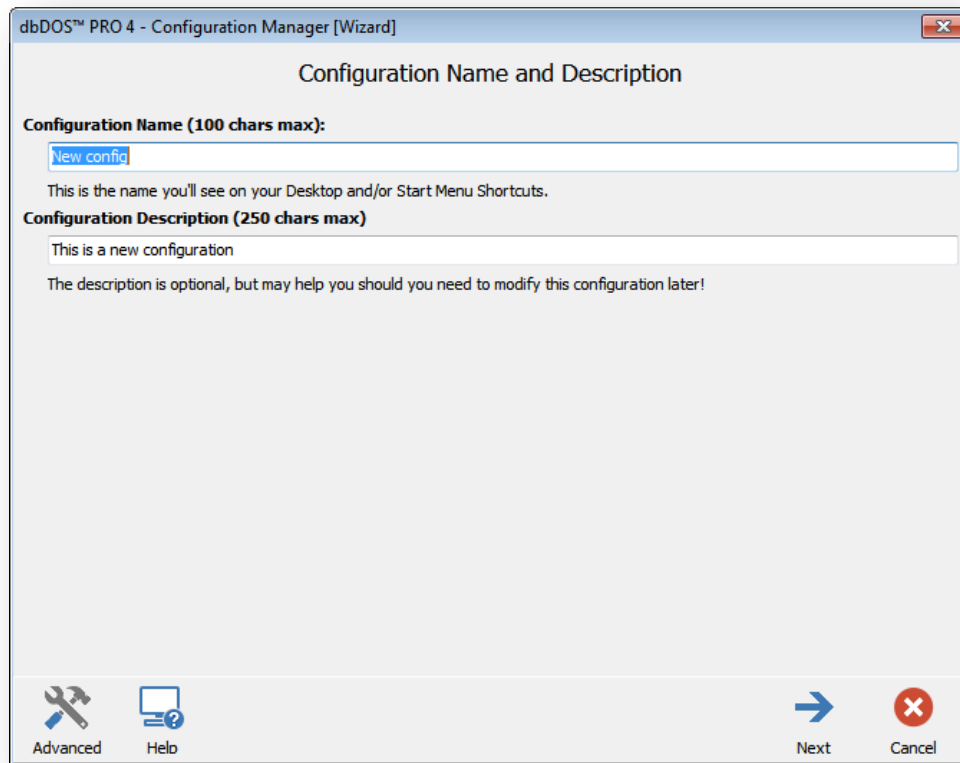 dbDOS™ PRO 4 - Configuration Manager [Wizard]
Configuration Name and Description
Configuration Name (100 chars max):
New config
This is the name you'll see on your Desktop and/or Start Menu Shortcuts.
Configuration Description (250 chars max)
This is a new configuration
The description is optional, but may help you should you need to modify this configuration later!
Advanced Help Next Cancel